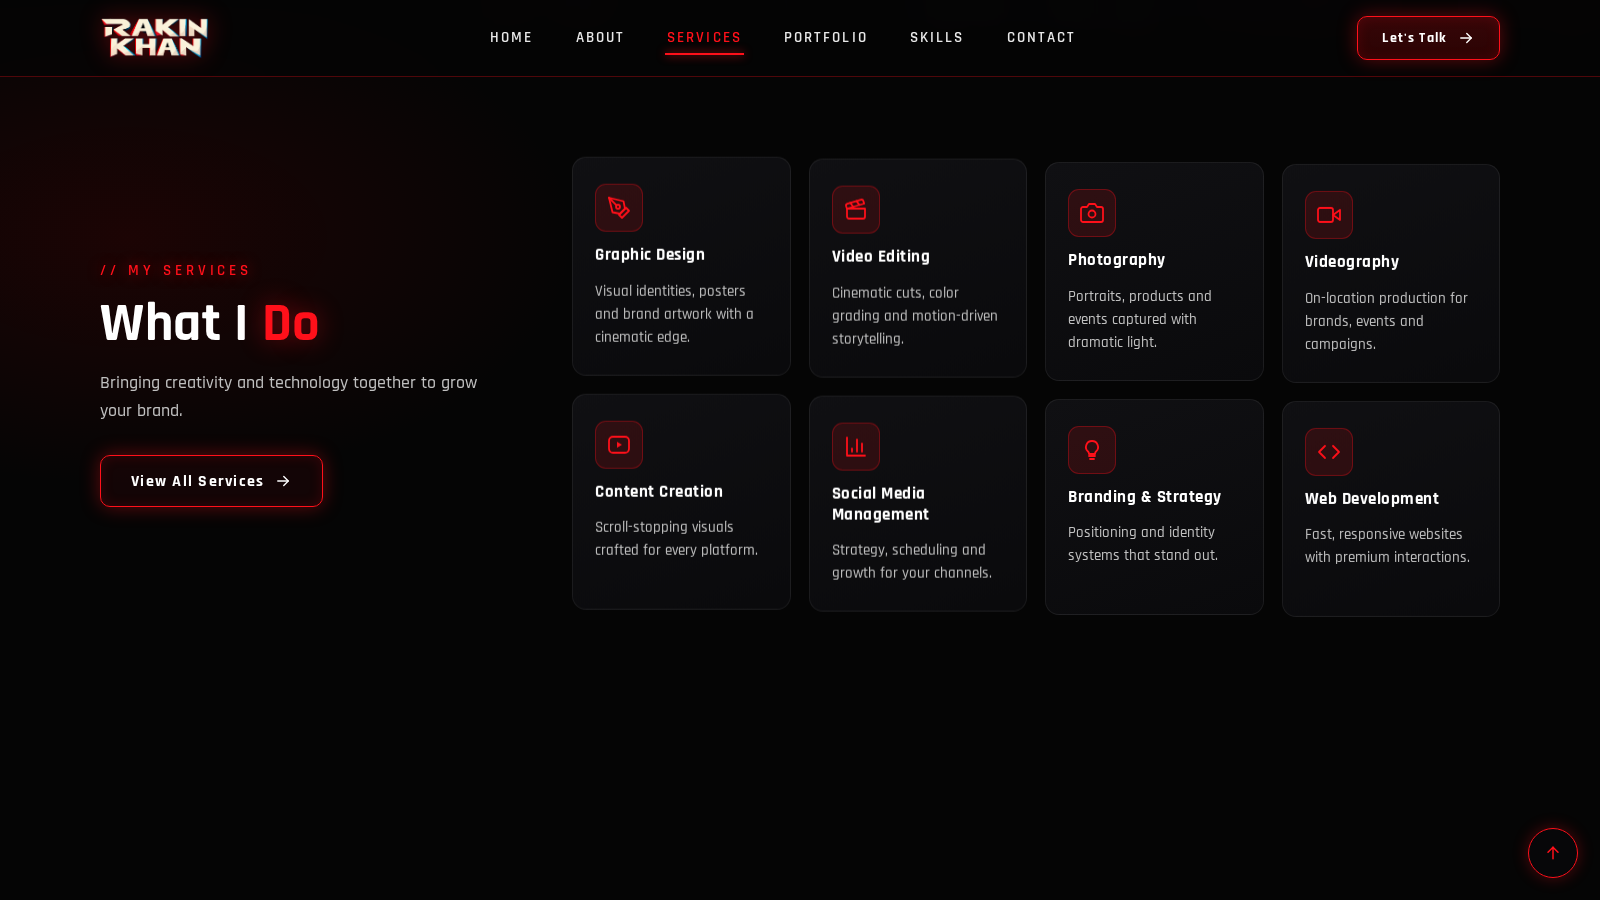 RAKIN
KHAN
HOME
ABOUT
SERVICES
PORTFOLIO
SKILLS
CONTACT
Let's Talk
// MY SERVICES
What I Do
Bringing creativity and technology together to grow
your brand.
View All Services
Graphic Design
Visual identities, posters
and brand artwork with a
cinematic edge.
Video Editing
Cinematic cuts, color
grading and motion-driven
storytelling.
Photography
Portraits, products and
events captured with
dramatic light.
Videography
On-location production for
brands, events and
campaigns.
Content Creation
Scroll-stopping visuals
crafted for every platform.
Social Media
Management
Strategy, scheduling and
growth for your channels.
Branding & Strategy
Positioning and identity
systems that stand out.
Web Development
Fast, responsive websites
with premium interactions.